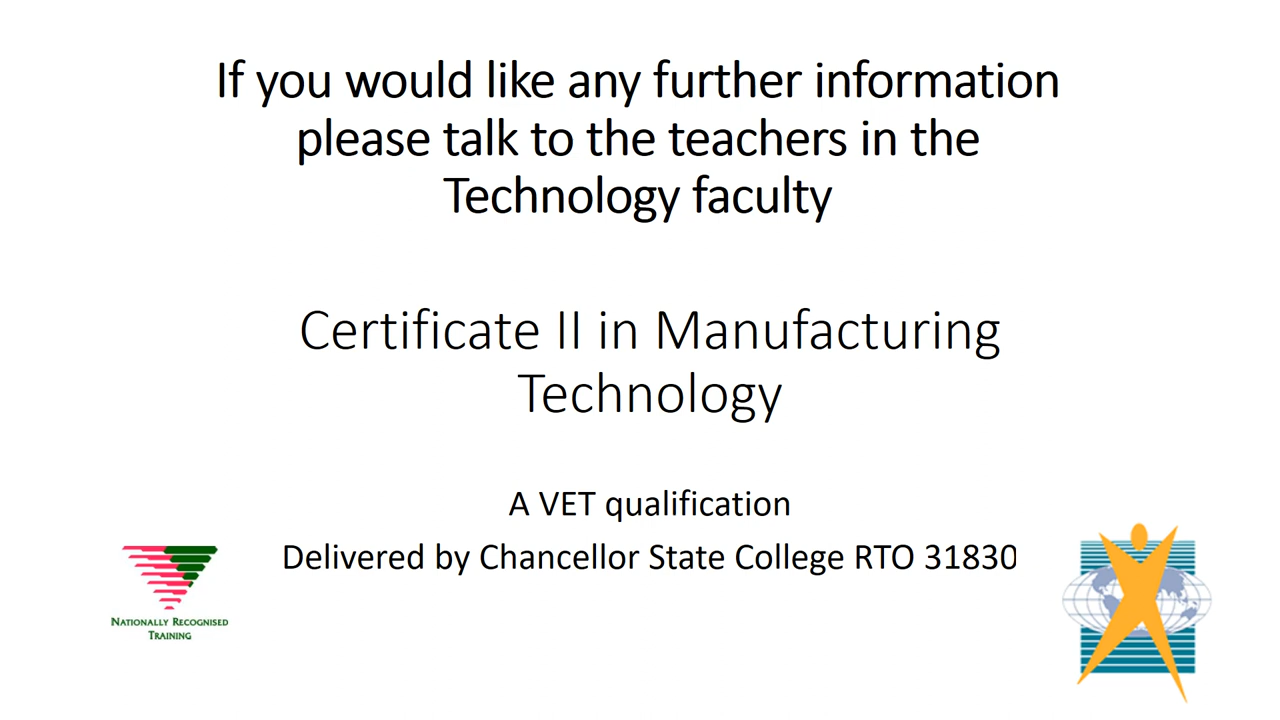 If you would like any further information
please talk to the teachers in the
Technology faculty
Certificate II in Manufacturing
Technology
A VET qualification
Delivered by Chancellor State College RTO 31830
NATIONALLY RECOGNISED
TRAINING